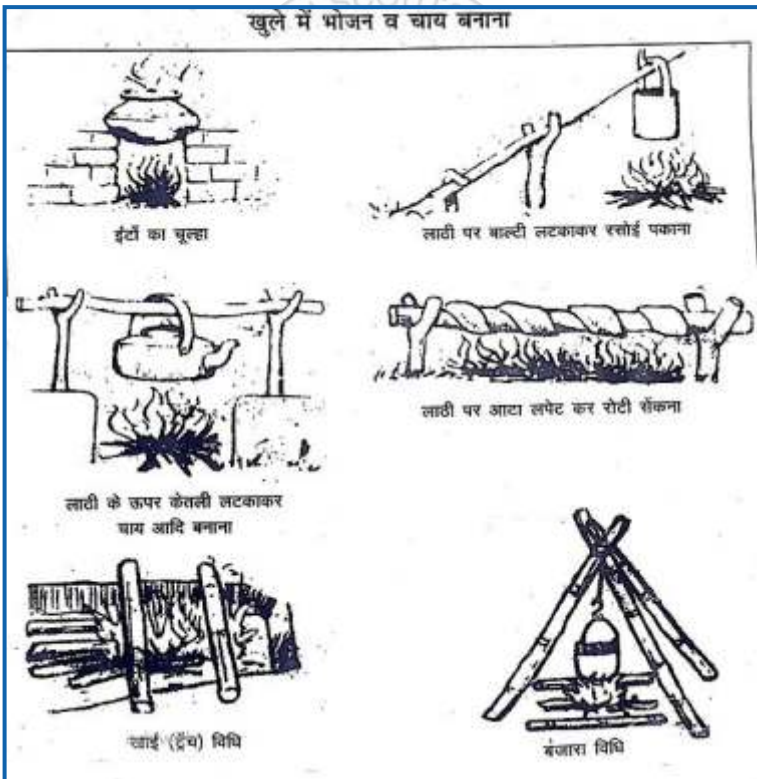 खुले में भोजन व चाय बनाना
ईंटों का चूल्हा
लाठी पर बाल्टी लटकाकर रसोई पकाना
लाठी पर आटा लपेट कर रोटी सेंकना
लाठी के ऊपर केतली लटकाकर
चाय आदि बनाना
खाई (ट्रेंच) विधि
बंजारा विधि